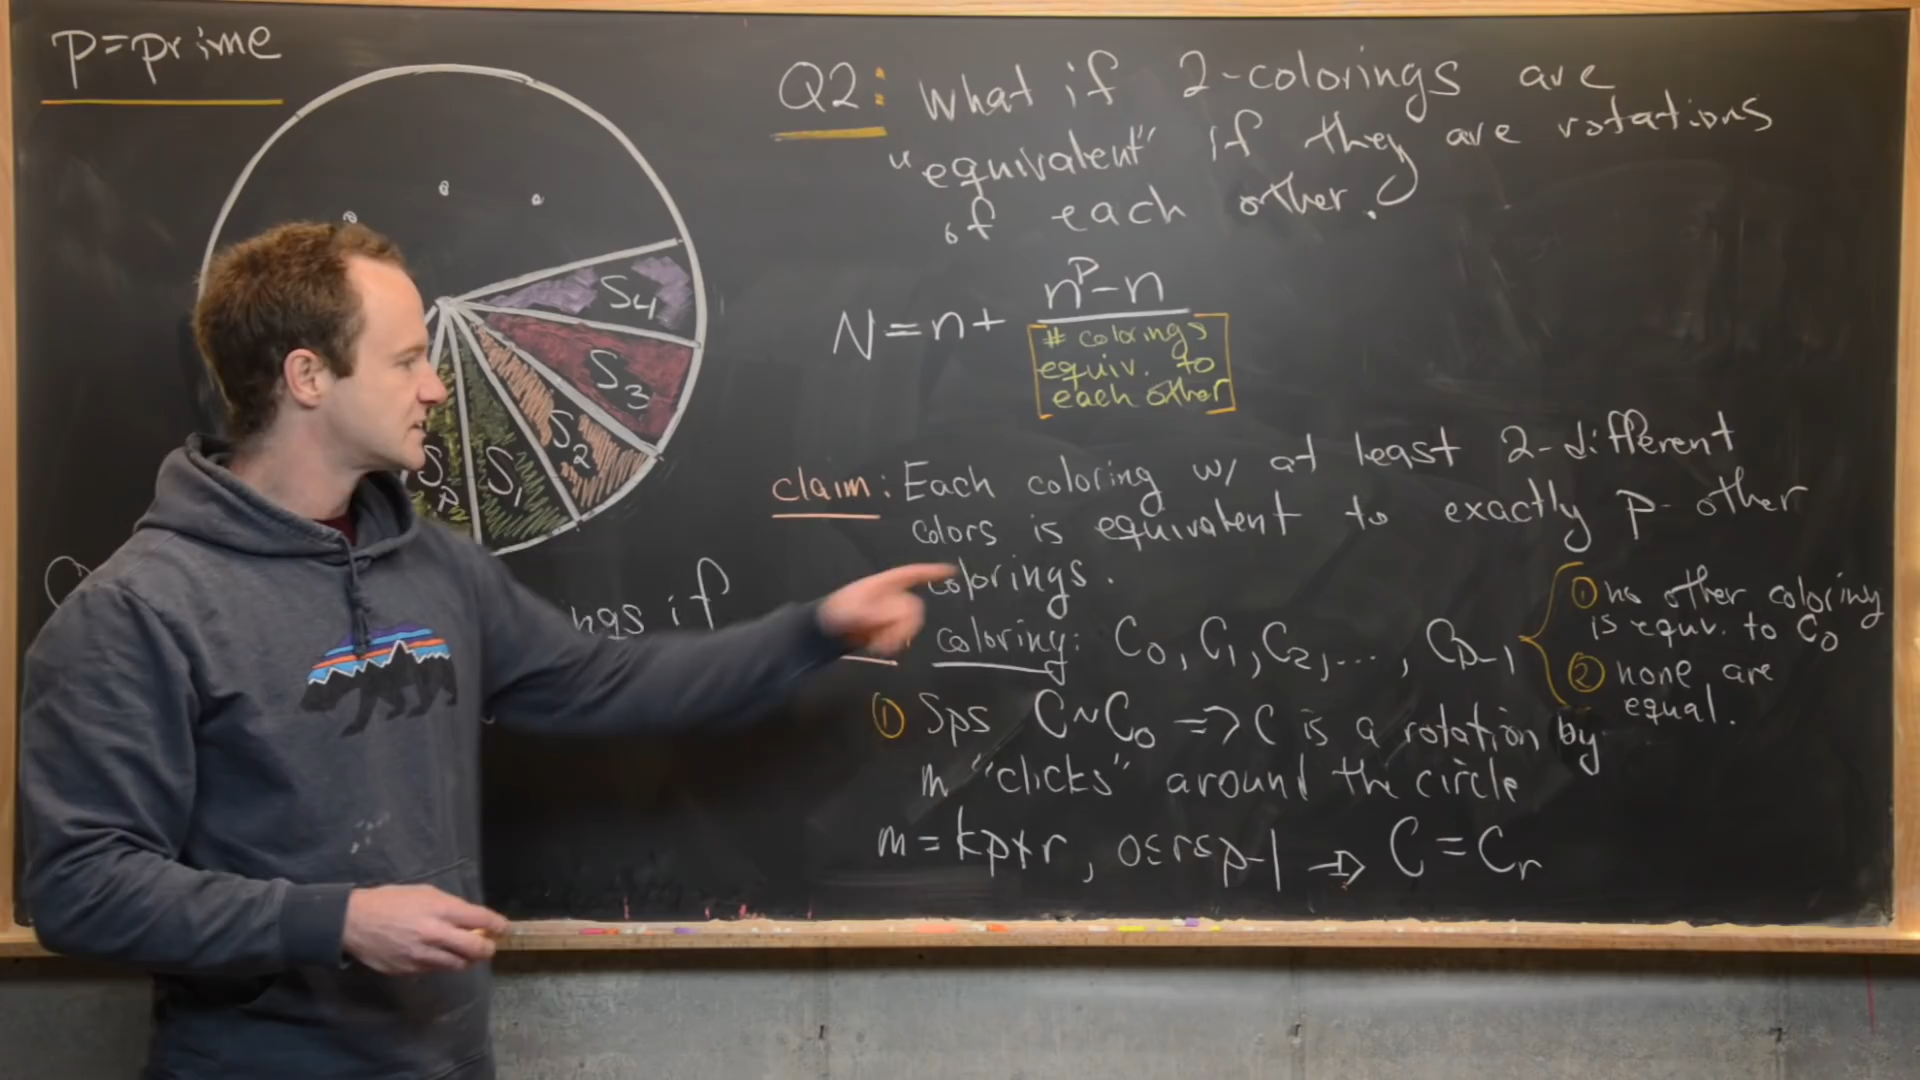 p=prime
S4
S3
S2
S1
Sp
ngs if
Q2: What if 2-colorings are
"equivalent" if they are rotations
of each other.
N=n+ n^p-n
# colorings
equiv. to
each other
claim: Each coloring w/ at least 2-different
colors is equivalent to exactly p- other
colorings.
coloring: C0, C1, C2, ..., Cp-1
① no other coloring
is equv. to C0
② none are
equal.
① Sps C~C0 => C is a rotation by
m "clicks" around the circle
m=kp+r, 0≤r≤p-1 → C=Cr